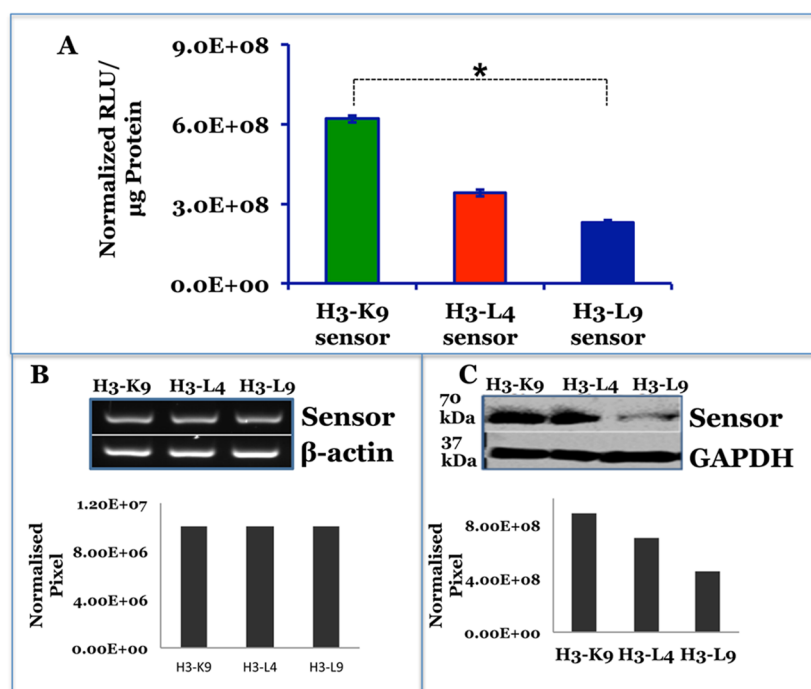 A
Normalized RLU/
µg Protein
9.0E+08
6.0E+08
3.0E+08
0.0E+00
*
H3-K9
sensor
H3-L4
sensor
H3-L9
sensor
B
H3-K9 H3-L4 H3-L9
Sensor
β-actin
Normalised
Pixel
1.20E+07
8.00E+06
4.00E+06
0.00E+00
H3-K9 H3-L4 H3-L9
C
H3-K9 H3-L4 H3-L9
70
kDa
Sensor
37
kDa
GAPDH
Normalised
Pixel
8.00E+08
4.00E+08
0.00E+00
H3-K9 H3-L4 H3-L9